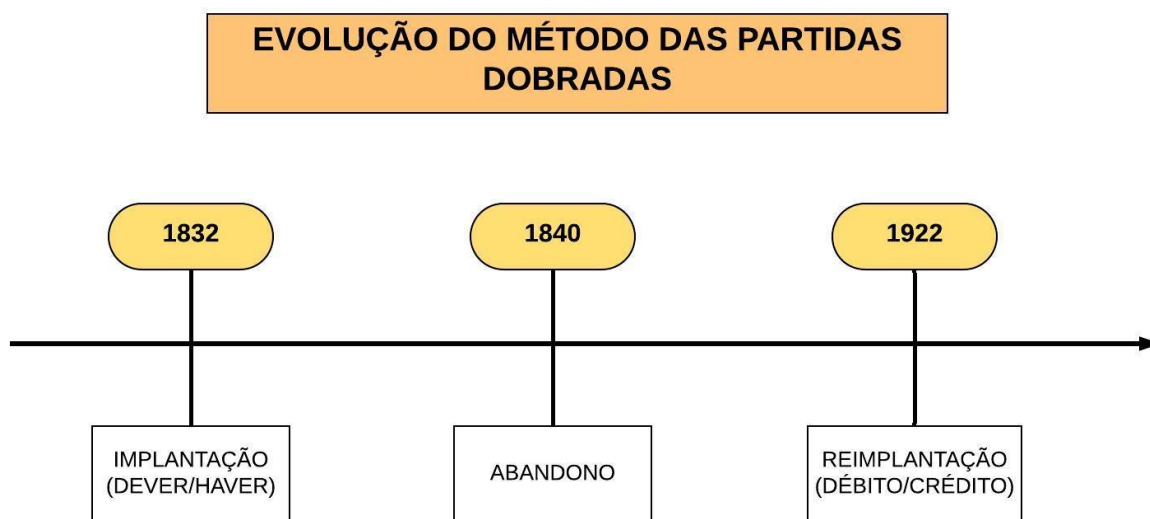 EVOLUÇÃO DO MÉTODO DAS PARTIDAS
DOBRADAS
1832
1840
1922
IMPLANTAÇÃO
(DEVER/HAVER)
ABANDONO
REIMPLANTAÇÃO
(DÉBITO/CRÉDITO)